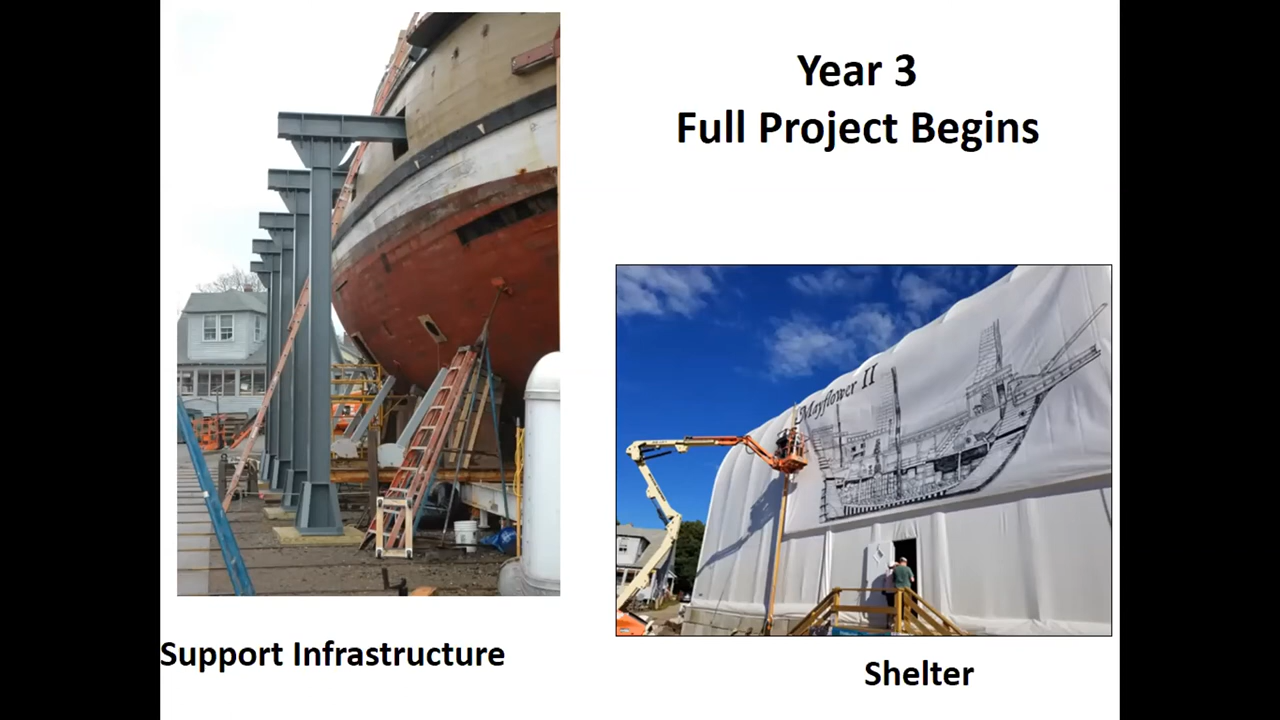 Year 3
Full Project Begins
Mayflower II
Support Infrastructure
Shelter